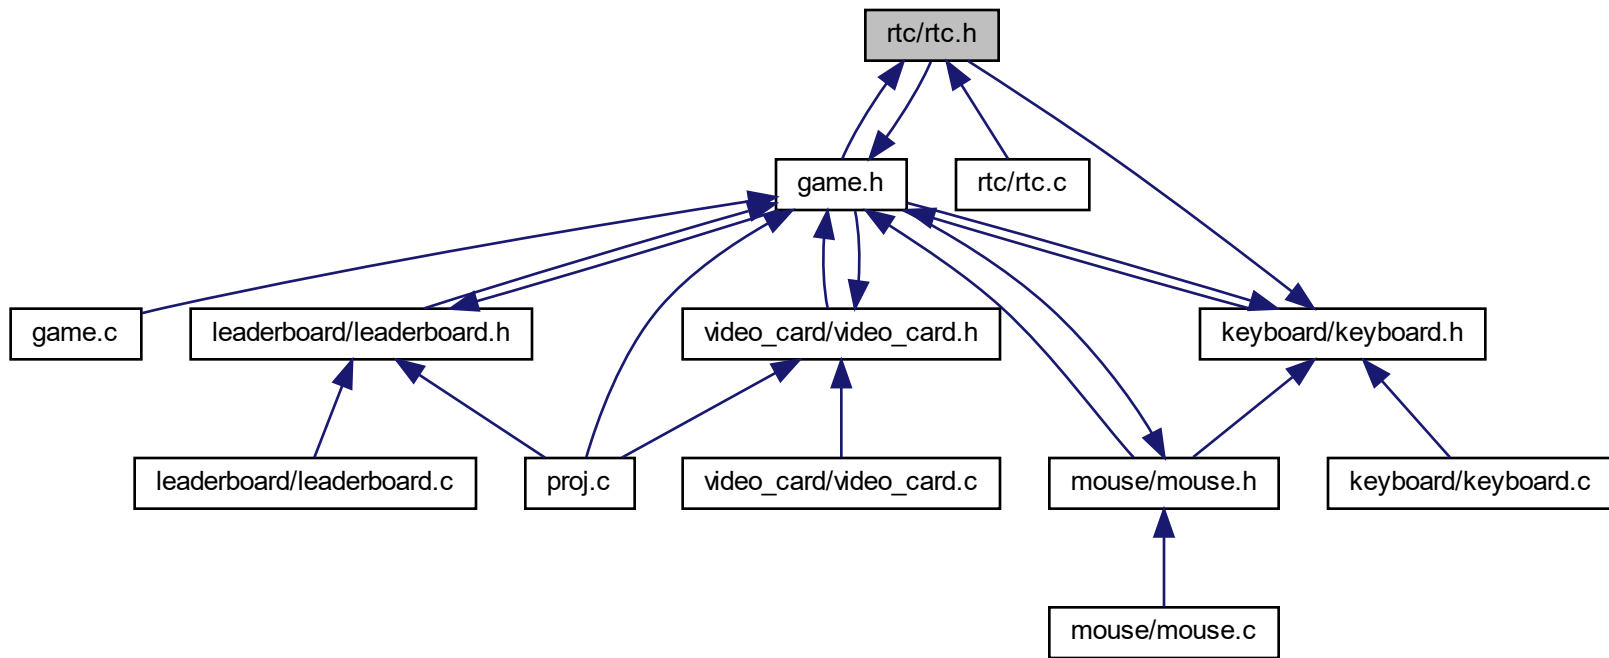 rtc/rtc.h
game.h
rtc/rtc.c
game.c
leaderboard/leaderboard.h
video_card/video_card.h
keyboard/keyboard.h
leaderboard/leaderboard.c
proj.c
video_card/video_card.c
mouse/mouse.h
keyboard/keyboard.c
mouse/mouse.c